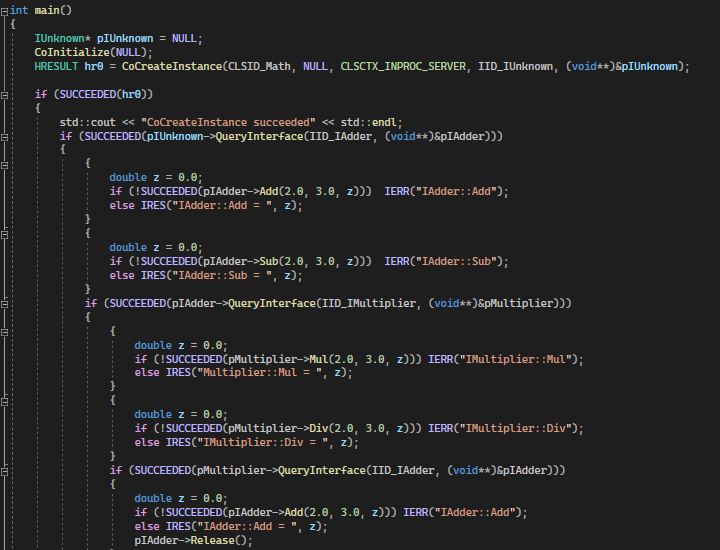 int main()
{
IUnknown* pIUnknown = NULL;
CoInitialize(NULL);
HRESULT hr0 = CoCreateInstance(CLSID_Math, NULL, CLSCTX_INPROC_SERVER, IID_IUnknown, (void**)&pIUnknown);
if (SUCCEEDED(hr0))
{
std::cout << "CoCreateInstance succeeded" << std::endl;
if (SUCCEEDED(pIUnknown->QueryInterface(IID_IAdder, (void**)&pIAdder)))
{
{
double z = 0.0;
if (!SUCCEEDED(pIAdder->Add(2.0, 3.0, z)))  IERR("IAdder::Add");
else IRES("IAdder::Add = ", z);
}
{
double z = 0.0;
if (!SUCCEEDED(pIAdder->Sub(2.0, 3.0, z)))  IERR("IAdder::Sub");
else IRES("IAdder::Sub = ", z);
}
if (SUCCEEDED(pIAdder->QueryInterface(IID_IMultiplier, (void**)&pMultiplier)))
{
{
double z = 0.0;
if (!SUCCEEDED(pMultiplier->Mul(2.0, 3.0, z))) IERR("IMultiplier::Mul");
else IRES("Multiplier::Mul = ", z);
}
{
double z = 0.0;
if (!SUCCEEDED(pMultiplier->Div(2.0, 3.0, z))) IERR("IMultiplier::Div");
else IRES("IMultiplier::Div = ", z);
}
if (SUCCEEDED(pMultiplier->QueryInterface(IID_IAdder, (void**)&pIAdder)))
{
double z = 0.0;
if (!SUCCEEDED(pIAdder->Add(2.0, 3.0, z))) IERR("IAdder::Add");
else IRES("IAdder::Add = ", z);
pIAdder->Release();